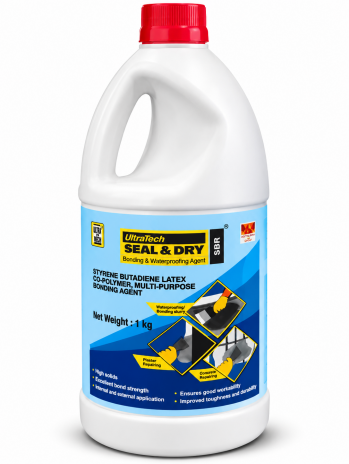 UltraTech
SEAL & DRY
Bonding & Waterproofing Agent
SBR
®
STYRENE BUTADIENE LATEX
CO-POLYMER, MULTI-PURPOSE
BONDING AGENT
Net Weight : 1 kg
Waterproofing/
Bonding slurry
Plaster
Repairing
Concrete
Repairing
• High solids
• Excellent bond strength
• Internal and external application
• Ensures good workability
• Improved toughness and durability